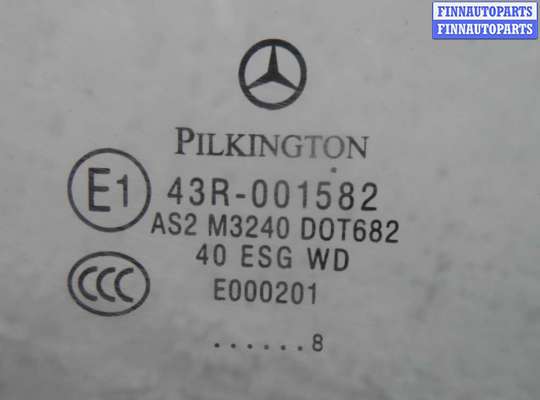 FINNAUTOPARTS
FINNAUTOPARTS
PILKINGTON
E1
43R-001582
AS2 M3240 DOT682
40 ESG WD
CCC
E000201
......8